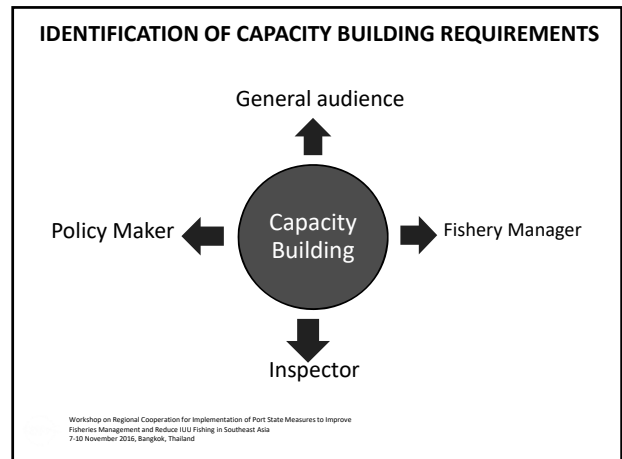 IDENTIFICATION OF CAPACITY BUILDING REQUIREMENTS
General audience
Policy Maker
Capacity
Building
Fishery Manager
Inspector
Workshop on Regional Cooperation for Implementation of Port State Measures to Improve
Fisheries Management and Reduce IUU Fishing in Southeast Asia
7-10 November 2016, Bangkok, Thailand